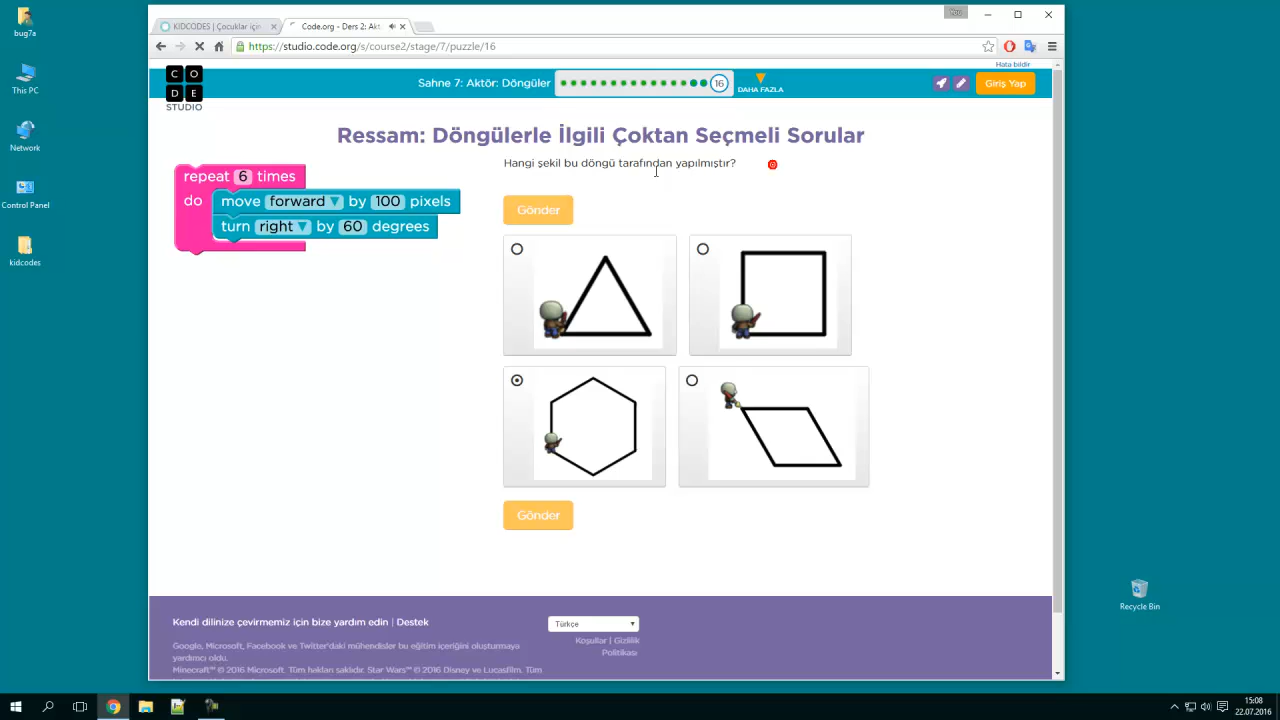 bug7a
This PC
Network
Control Panel
kidcodes
KIDCODES | Çocuklar için
Code.org - Ders 2: Akt
You
https://studio.code.org/s/course2/stage/7/puzzle/16
Hata bildir
C O
D E
STUDIO
Sahne 7: Aktör: Döngüler
16
DAHA FAZLA
Giriş Yap
Ressam: Döngülerle İlgili Çoktan Seçmeli Sorular
Hangi şekil bu döngü tarafından yapılmıştır?
repeat 6 times
do move forward by 100 pixels
turn right by 60 degrees
Gönder
Gönder
Kendi dilinize çevirmemiz için bize yardım edin | Destek
Türkçe
Koşullar | Gizlilik
Politikası
Google, Microsoft, Facebook ve Twitter'daki mühendisler bu eğitim içeriğini oluşturmaya
yardımcı oldu.
Minecraft™ © 2016 Microsoft. Tüm hakları saklıdır. Star Wars™ © 2016 Disney ve Lucasfilm. Tüm
Recycle Bin
15:08
22.07.2016